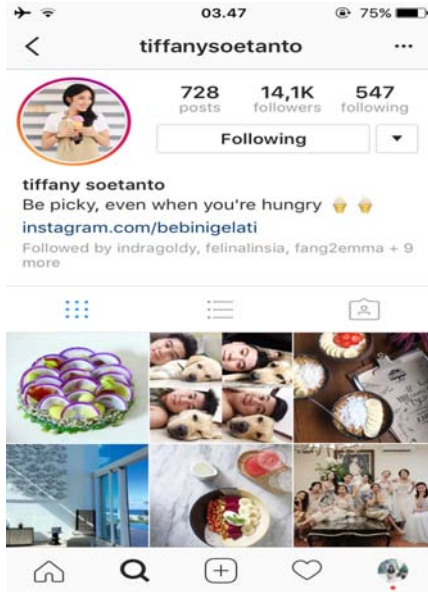 03.47
75%
tiffanysoetanto
728 14,1K 547
posts followers following
Following
tiffany soetanto
Be picky, even when you're hungry 🍦 🍦
instagram.com/bebinigelati
Followed by indragoldy, felinalinsia, fang2emma + 9
more